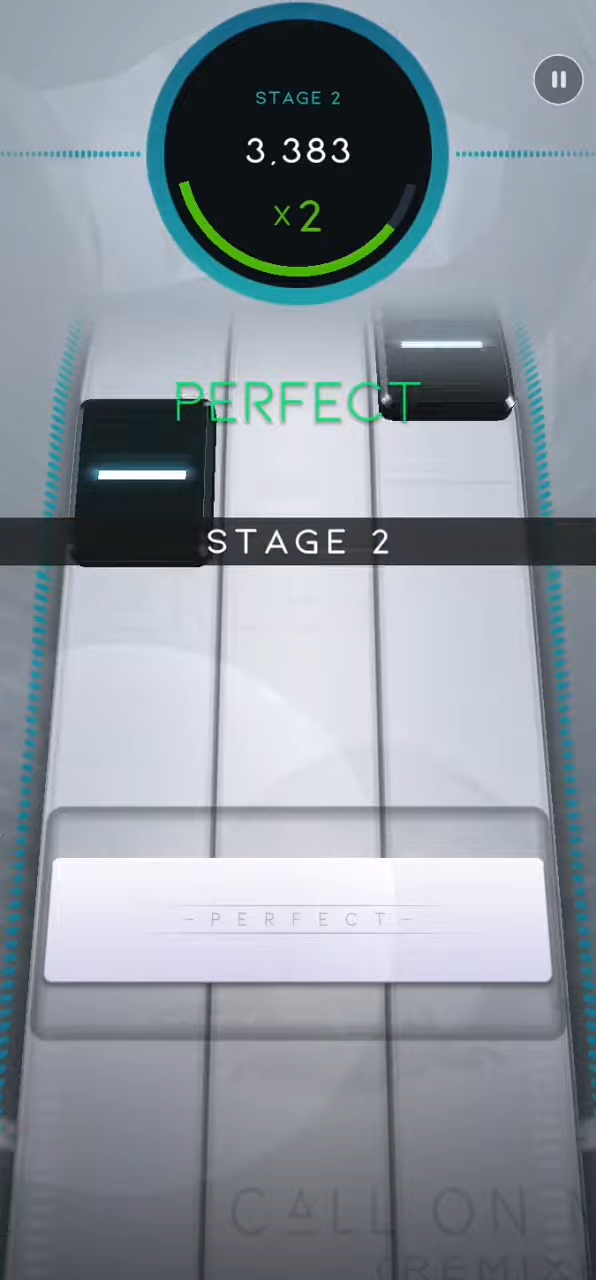 STAGE 2
3,383
x2
PERFECT
STAGE 2
- PERFECT -
CALL ON